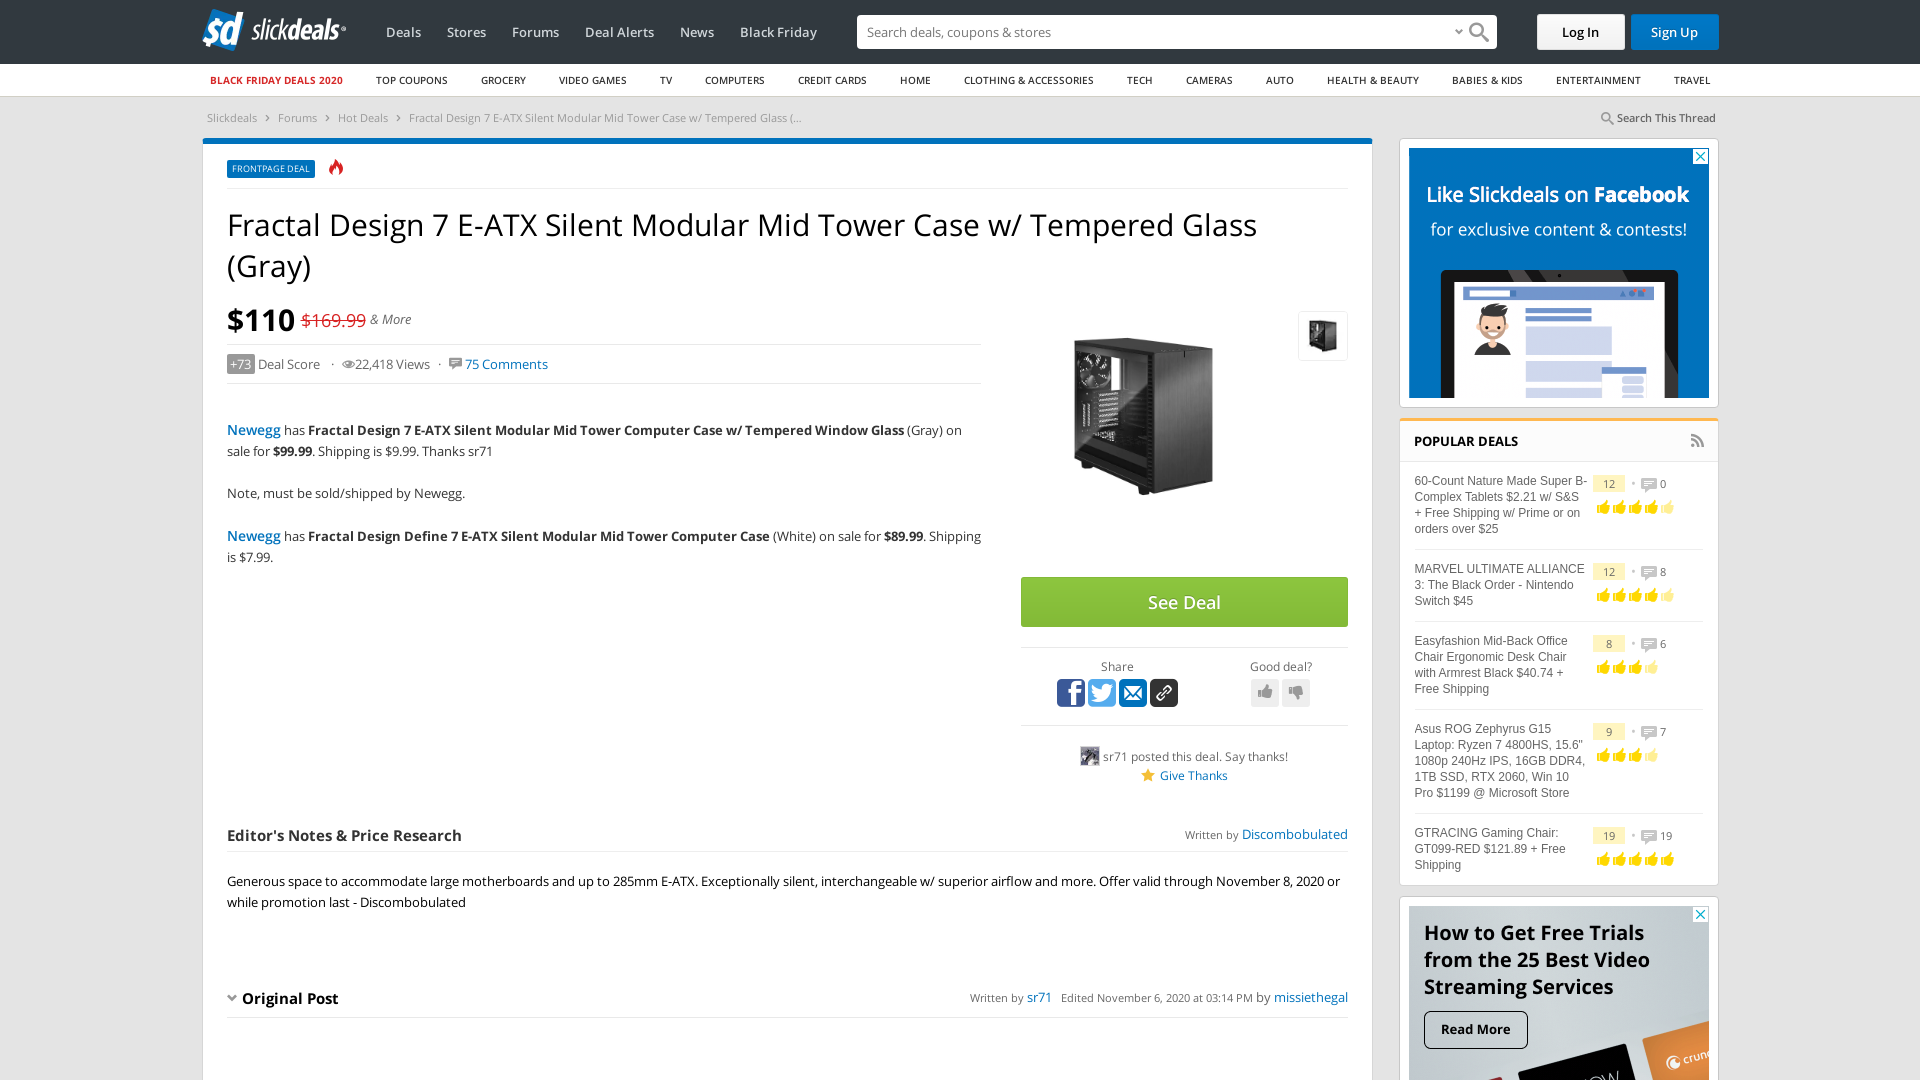 slickdeals
Deals
Stores
Forums
Deal Alerts
News
Black Friday
Search deals, coupons & stores
Log In
Sign Up
BLACK FRIDAY DEALS 2020
TOP COUPONS
GROCERY
VIDEO GAMES
TV
COMPUTERS
CREDIT CARDS
HOME
CLOTHING & ACCESSORIES
TECH
CAMERAS
AUTO
HEALTH & BEAUTY
BABIES & KIDS
ENTERTAINMENT
TRAVEL
Slickdeals › Forums › Hot Deals › Fractal Design 7 E-ATX Silent Modular Mid Tower Case w/ Tempered Glass (...
Search This Thread
FRONTPAGE DEAL
Fractal Design 7 E-ATX Silent Modular Mid Tower Case w/ Tempered Glass
(Gray)
$110 $169.99 & More
+73 Deal Score · 22,418 Views · 75 Comments
Newegg has Fractal Design 7 E-ATX Silent Modular Mid Tower Computer Case w/ Tempered Window Glass (Gray) on
sale for $99.99. Shipping is $9.99. Thanks sr71
Note, must be sold/shipped by Newegg.
Newegg has Fractal Design Define 7 E-ATX Silent Modular Mid Tower Computer Case (White) on sale for $89.99. Shipping
is $7.99.
See Deal
Share
Good deal?
sr71 posted this deal. Say thanks!
Give Thanks
Editor's Notes & Price Research
Written by Discombobulated
Generous space to accommodate large motherboards and up to 285mm E-ATX. Exceptionally silent, interchangeable w/ superior airflow and more. Offer valid through November 8, 2020 or
while promotion last - Discombobulated
Original Post
Written by sr71 Edited November 6, 2020 at 03:14 PM by missiethegal
Like Slickdeals on Facebook
for exclusive content & contests!
POPULAR DEALS
60-Count Nature Made Super B-
Complex Tablets $2.21 w/ S&S
+ Free Shipping w/ Prime or on
orders over $25
12 • 0
MARVEL ULTIMATE ALLIANCE
3: The Black Order - Nintendo
Switch $45
12 • 8
Easyfashion Mid-Back Office
Chair Ergonomic Desk Chair
with Armrest Black $40.74 +
Free Shipping
8 • 6
Asus ROG Zephyrus G15
Laptop: Ryzen 7 4800HS, 15.6"
1080p 240Hz IPS, 16GB DDR4,
1TB SSD, RTX 2060, Win 10
Pro $1199 @ Microsoft Store
9 • 7
GTRACING Gaming Chair:
GT099-RED $121.89 + Free
Shipping
19 • 19
How to Get Free Trials
from the 25 Best Video
Streaming Services
Read More